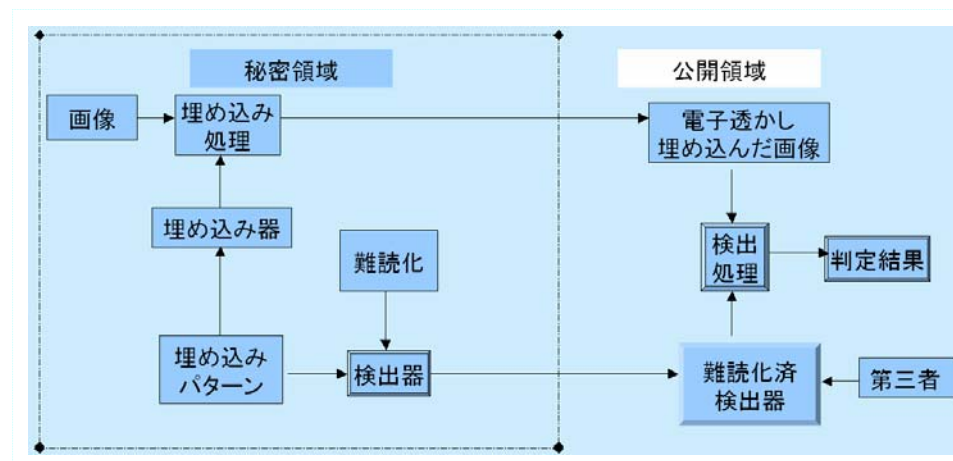 秘密領域
公開領域
画像
埋め込み
処理
電子透かし
埋め込んだ画像
埋め込み器
難読化
検出
処理
判定結果
埋め込み
パターン
検出器
難読化済
検出器
第三者